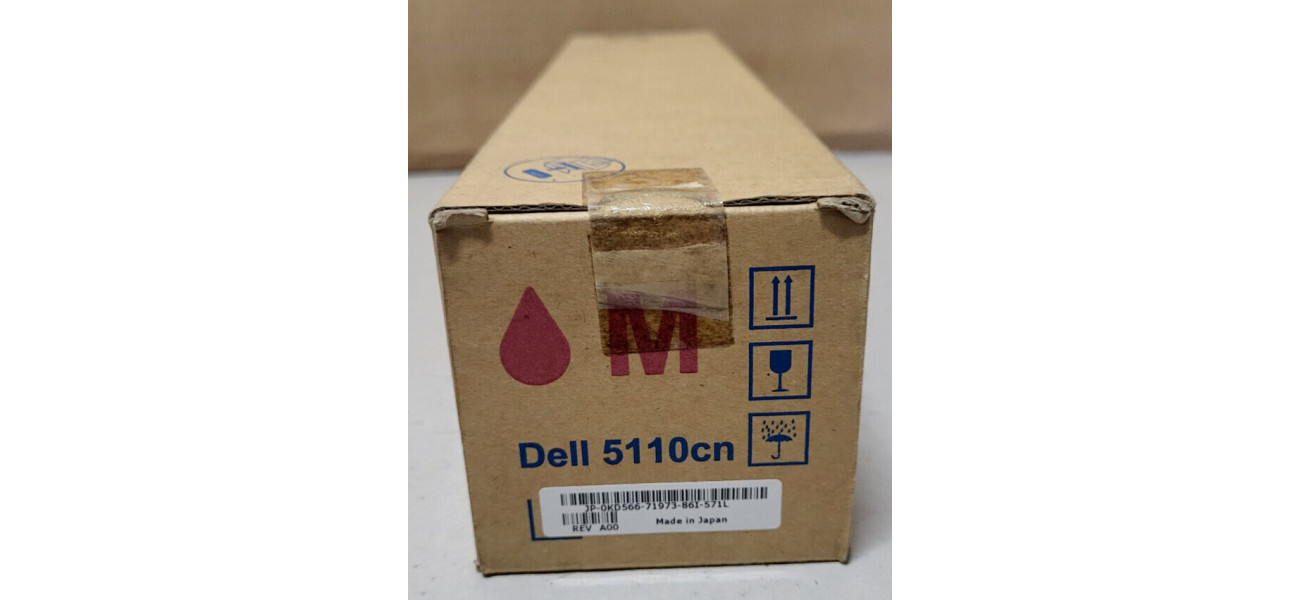 M
Dell 5110cn
JP-0KD566-71973-86I-571L
Made in Japan
REV A00